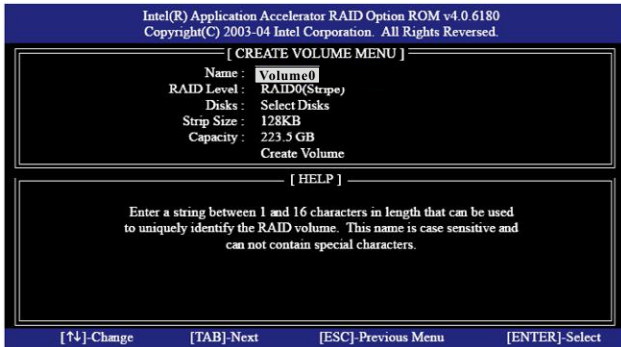 Intel(R) Application Accelerator RAID Option ROM v4.0.6180
Copyright(C) 2003-04 Intel Corporation. All Rights Reversed.
[ CREATE VOLUME MENU ]
Name : Volume0
RAID Level : RAID0(Stripe)
Disks : Select Disks
Strip Size : 128KB
Capacity : 223.5 GB
Create Volume
[ HELP ]
Enter a string between 1 and 16 characters in length that can be used
to uniquely identify the RAID volume. This name is case sensitive and
can not contain special characters.
[↑↓]-Change [TAB]-Next [ESC]-Previous Menu [ENTER]-Select